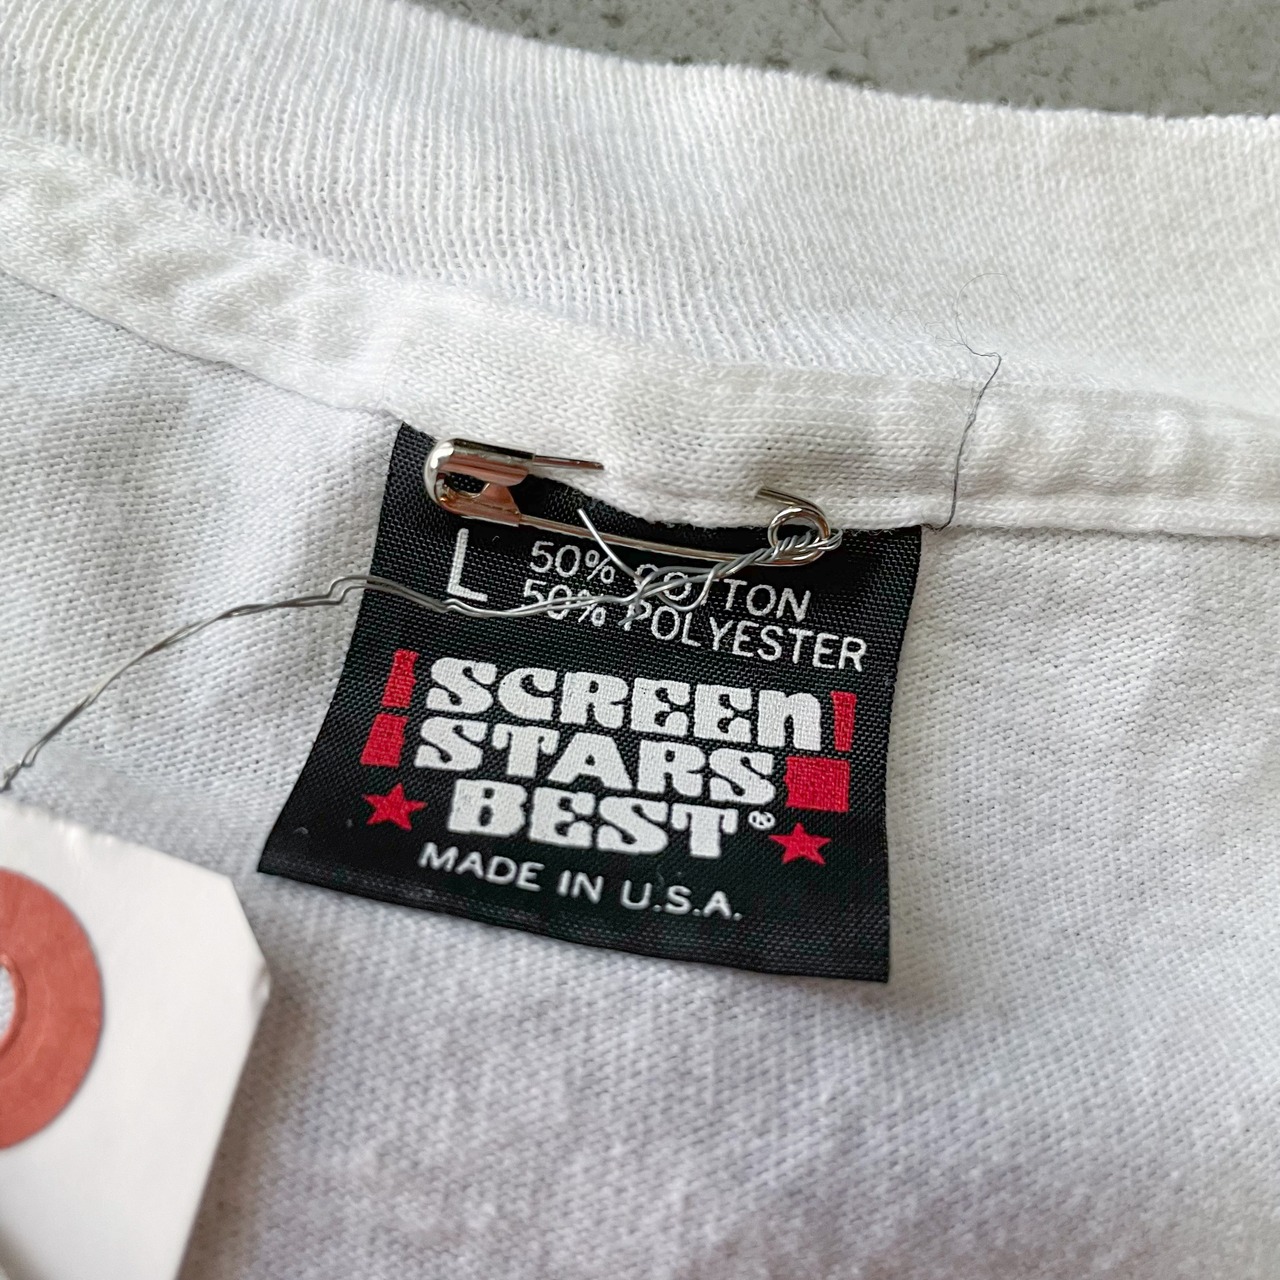 L
50% COTTON
50% POLYESTER
SCREEN
STARS
BEST®
MADE IN U.S.A.